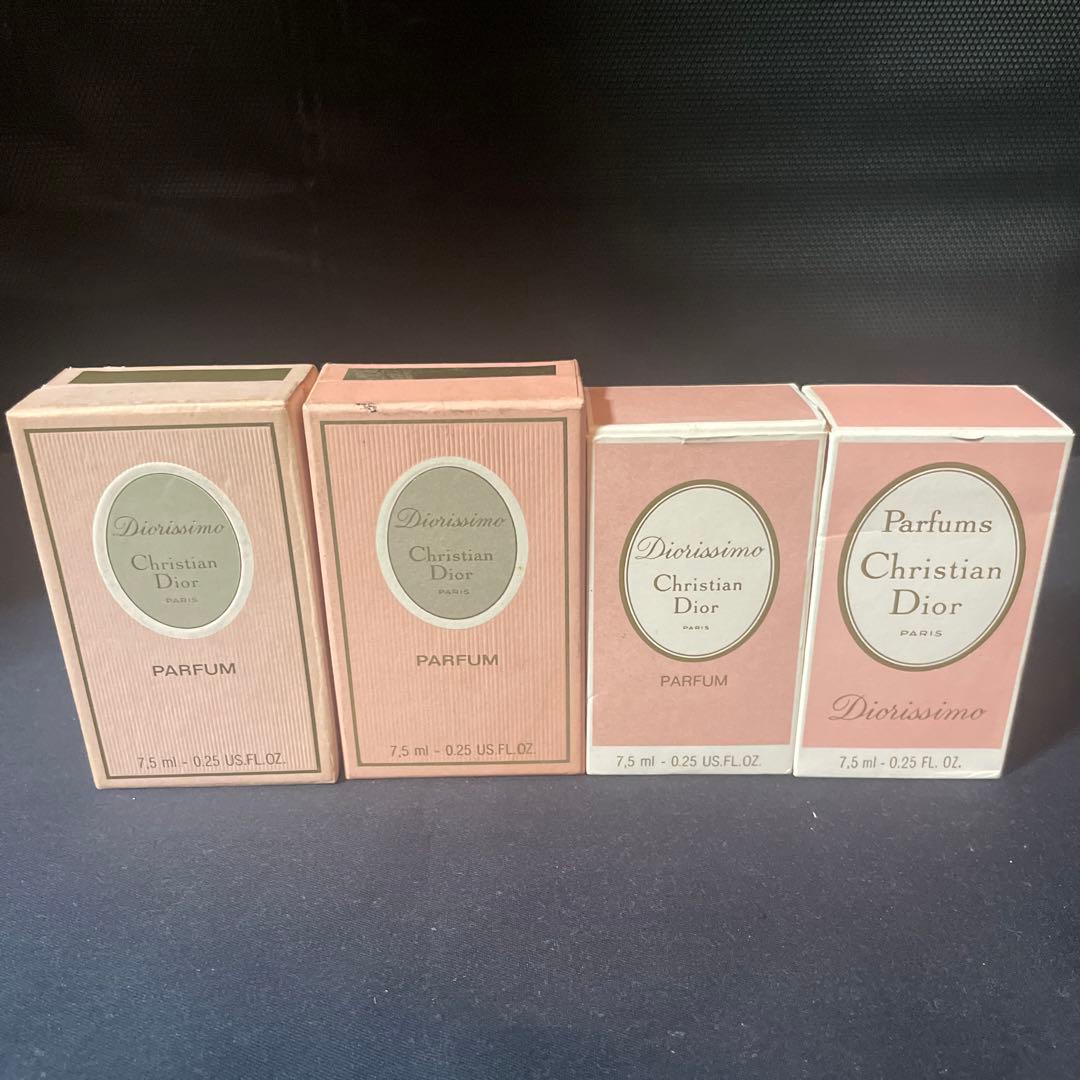 Diorissimo
Christian
Dior
PARIS
PARFUM
7,5 ml - 0.25 US.FL.OZ.
Diorissimo
Christian
Dior
PARIS
PARFUM
7,5 ml - 0.25 US.FL.OZ.
Diorissimo
Christian
Dior
PARIS
PARFUM
7,5 ml - 0.25 US.FL.OZ.
Parfums
Christian
Dior
PARIS
Diorissimo
7,5 ml - 0.25 FL. OZ.